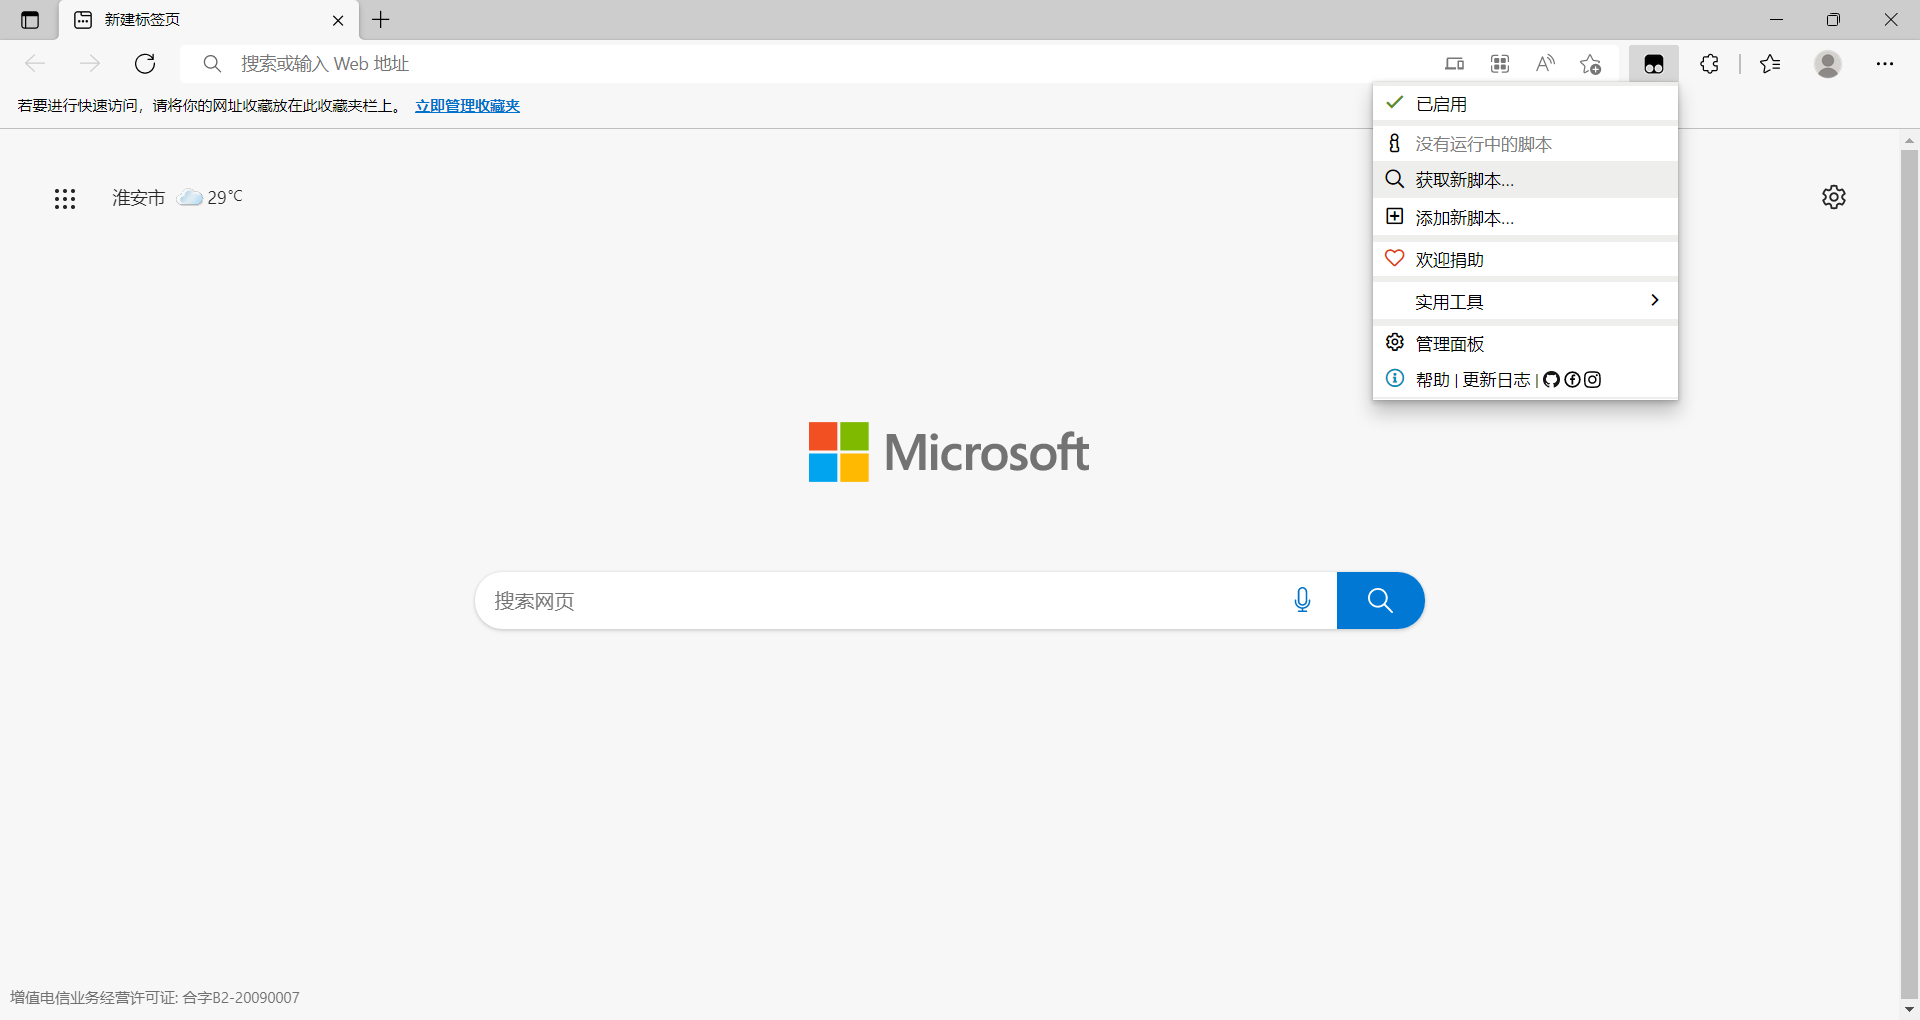 新建标签页
搜索或输入 Web 地址
若要进行快速访问，请将你的网址收藏放在此收藏夹栏上。 立即管理收藏夹
已启用
没有运行中的脚本
获取新脚本...
添加新脚本...
欢迎捐助
实用工具
管理面板
帮助 | 更新日志 |
淮安市 29°C
Microsoft
搜索网页
增值电信业务经营许可证: 合字B2-20090007